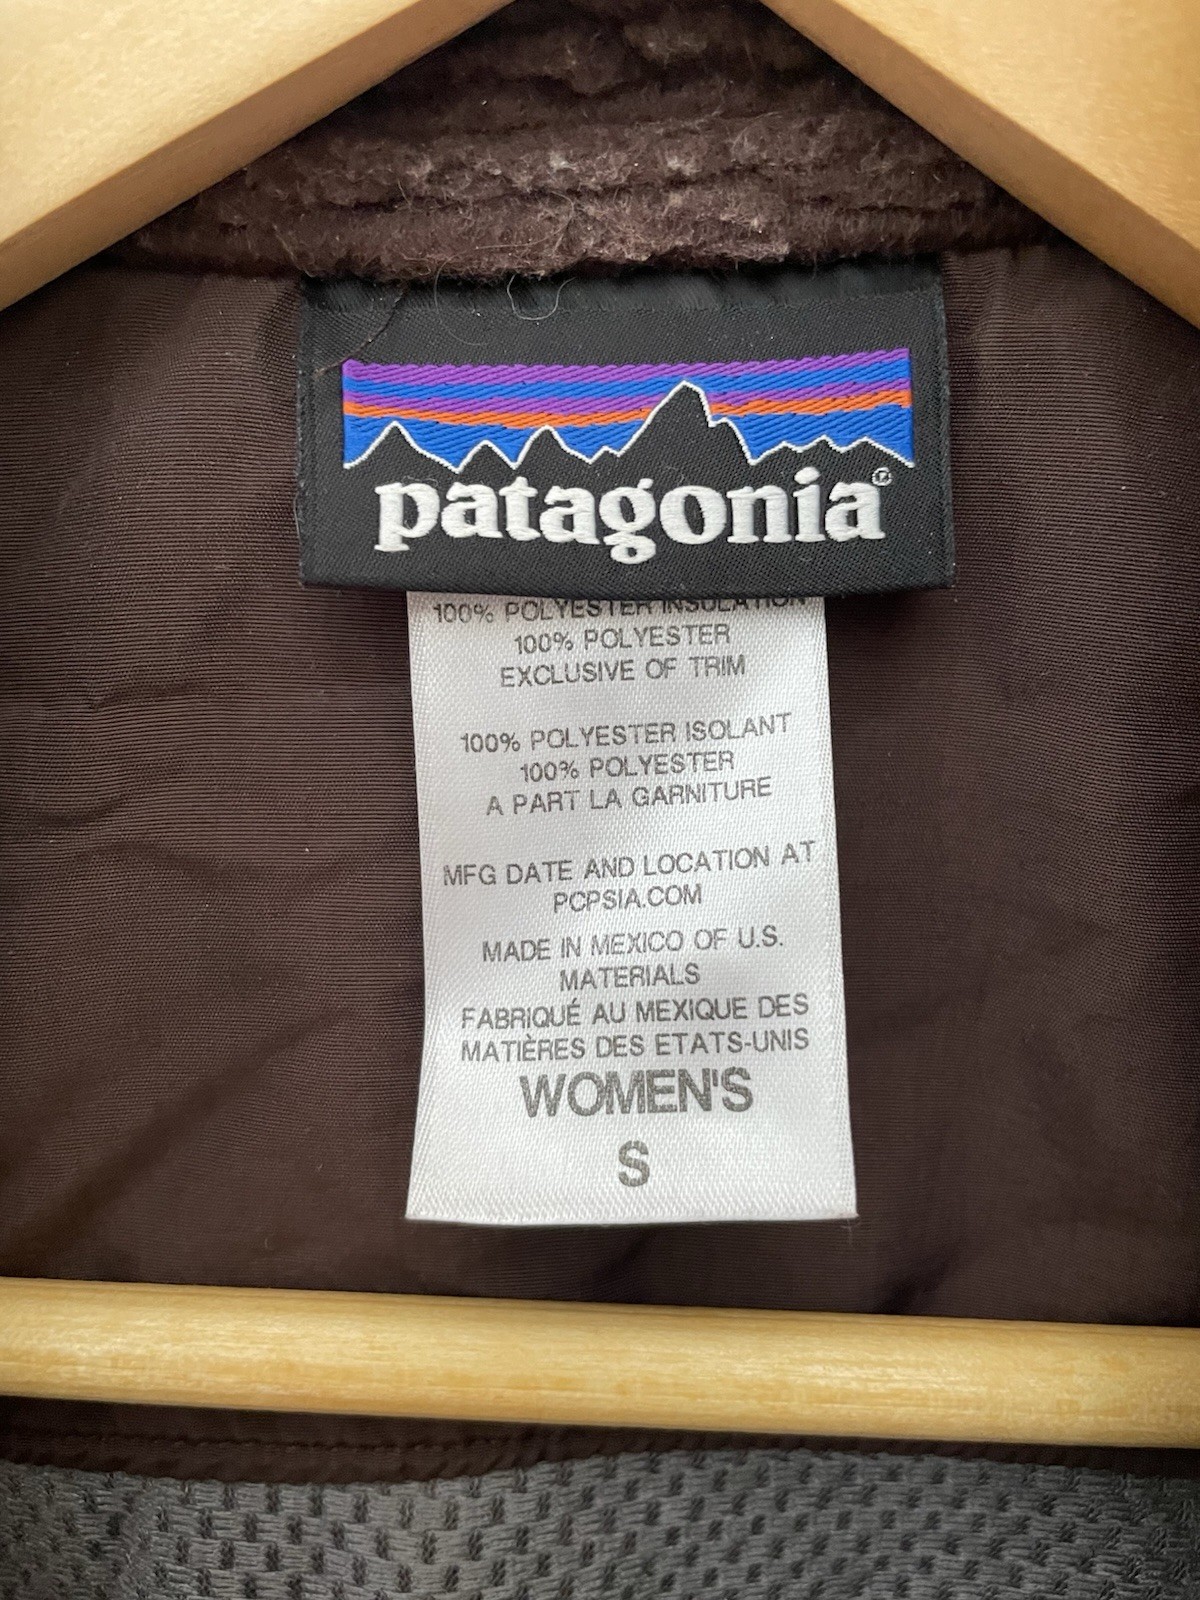 patagonia®
100% POLYESTER INSULATION
100% POLYESTER
EXCLUSIVE OF TRIM
100% POLYESTER ISOLANT
100% POLYESTER
A PART LA GARNITURE
MFG DATE AND LOCATION AT
PCPSIA.COM
MADE IN MEXICO OF U.S.
MATERIALS
FABRIQUÉ AU MEXIQUE DES
MATIÈRES DES ETATS-UNIS
WOMEN'S
S